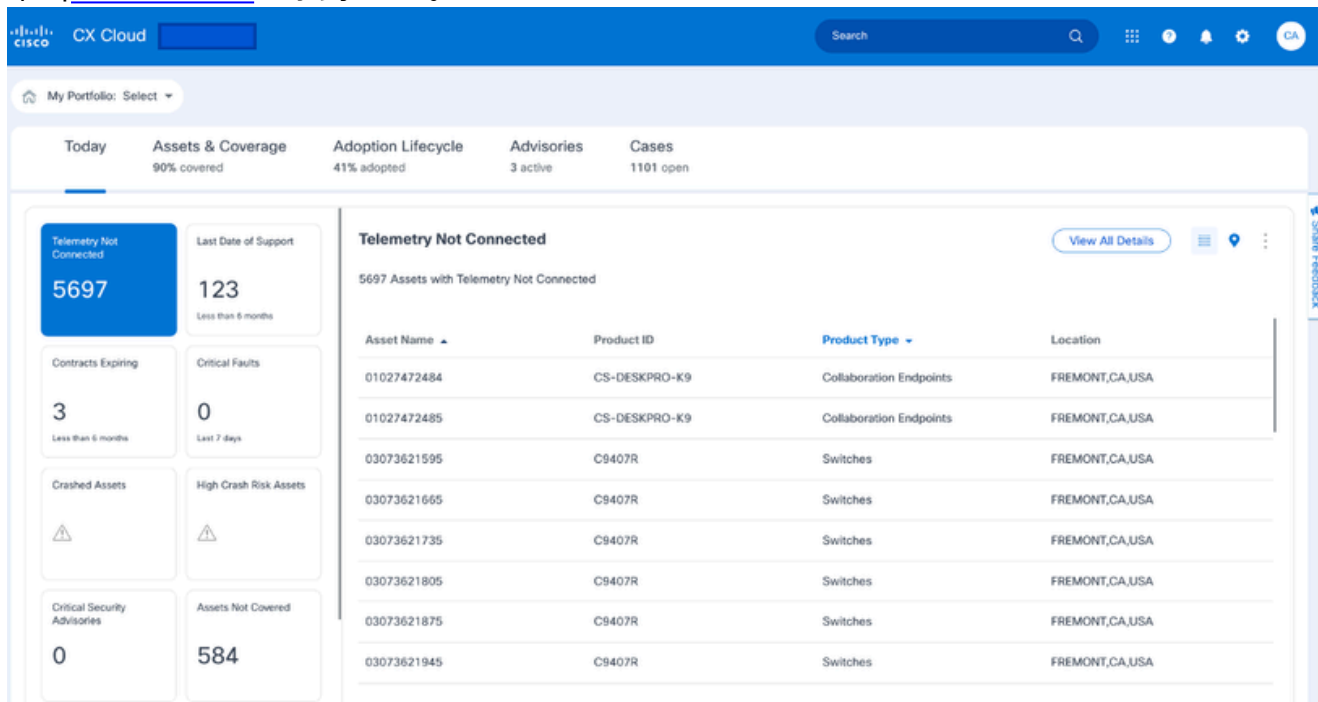 CISCO CX Cloud Search CA
My Portfolio: Select
Today Assets & Coverage Adoption Lifecycle Advisories Cases
90% covered 41% adopted 3 active 1101 open
Telemetry Not Connected
5697
Last Date of Support
123
Less than 6 months
Contracts Expiring
3
Less than 6 months
Critical Faults
0
Last 7 days
Crashed Assets
High Crash Risk Assets
Critical Security Advisories
0
Assets Not Covered
584
Telemetry Not Connected View All Details
5697 Assets with Telemetry Not Connected
Asset Name Product ID Product Type Location
01027472484 CS-DESKPRO-K9 Collaboration Endpoints FREMONT,CA,USA
01027472485 CS-DESKPRO-K9 Collaboration Endpoints FREMONT,CA,USA
03073621595 C9407R Switches FREMONT,CA,USA
03073621665 C9407R Switches FREMONT,CA,USA
03073621735 C9407R Switches FREMONT,CA,USA
03073621805 C9407R Switches FREMONT,CA,USA
03073621875 C9407R Switches FREMONT,CA,USA
03073621945 C9407R Switches FREMONT,CA,USA
Share Feedback